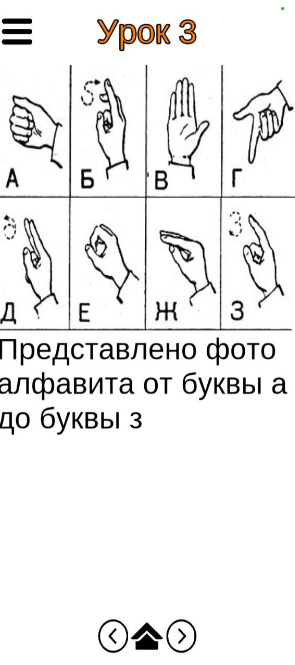 Урок 3
А Б В Г
Д Е Ж З
Представлено фото
алфавита от буквы а
до буквы з